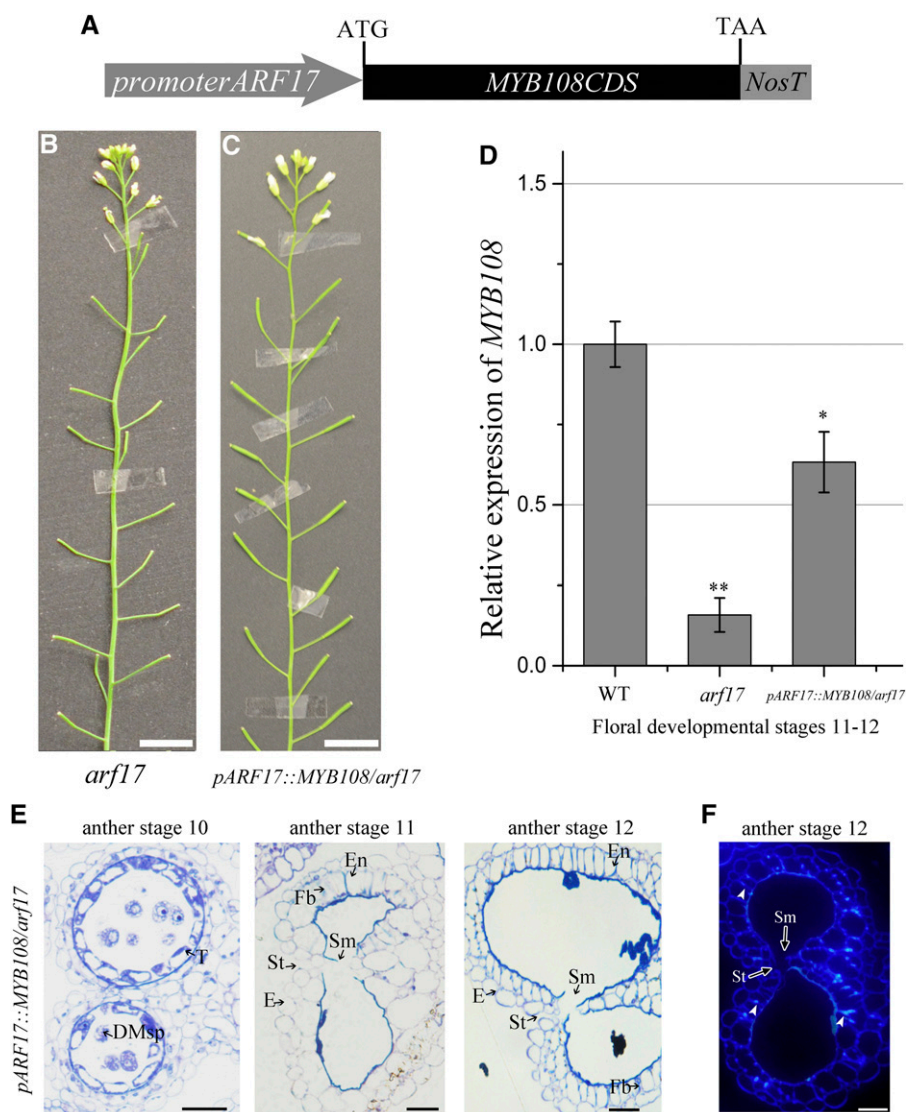 A
ATG
TAA
promoterARF17
MYB108CDS
NosT
B
C
D
arf17
pARF17::MYB108/arf17
Relative expression of MYB108
1.5
1.0
0.5
0.0
**
*
WT
arf17
pARF17::MYB108/arf17
Floral developmental stages 11-12
E
anther stage 10
anther stage 11
anther stage 12
F
anther stage 12
pARF17::MYB108/arf17
T
DMsp
En
Fb
Sm
St
E
En
Sm
E
St
Fb
Sm
St